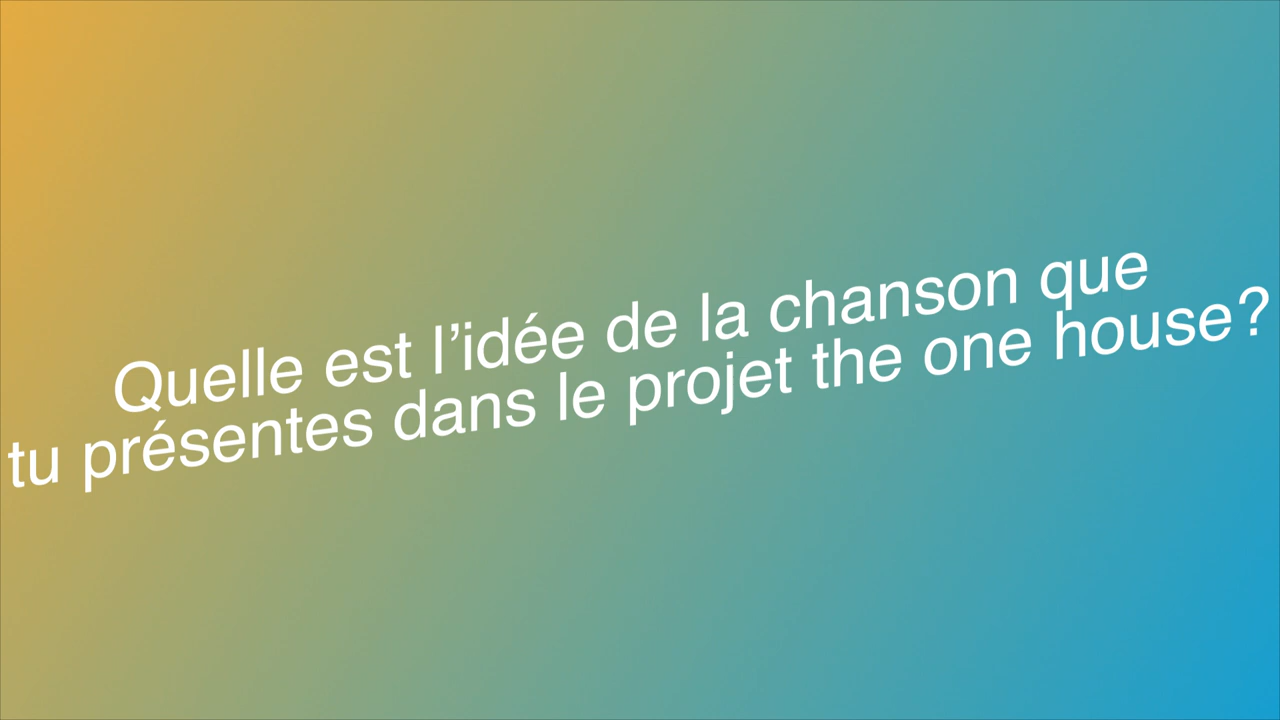 Quelle est l’idée de la chanson que
tu présentes dans le projet the one house?